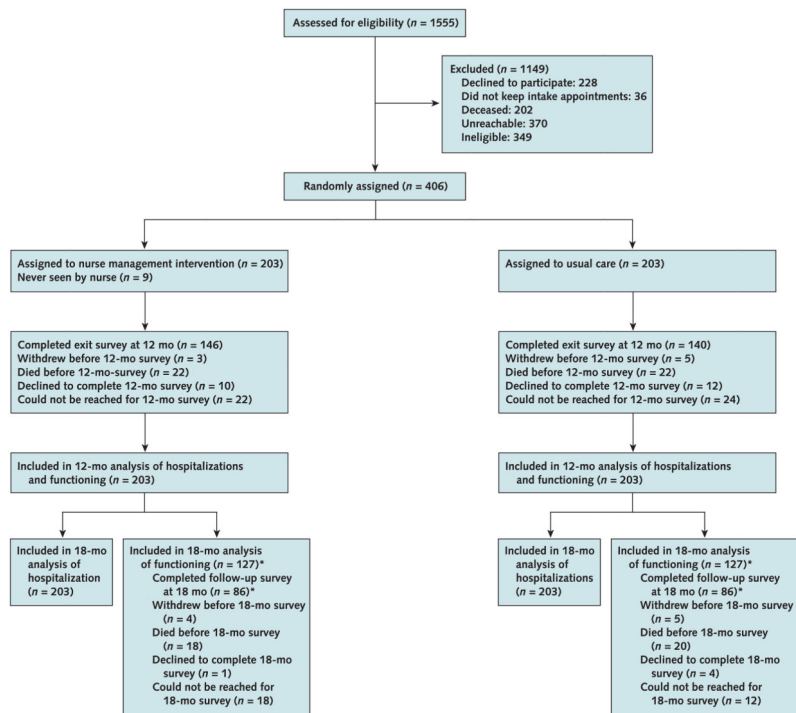 Assessed for eligibility (n = 1555)
Excluded (n = 1149)
Declined to participate: 228
Did not keep intake appointments: 36
Deceased: 202
Unreachable: 370
Ineligible: 349
Randomly assigned (n = 406)
Assigned to nurse management intervention (n = 203)
Never seen by nurse (n = 9)
Assigned to usual care (n = 203)
Completed exit survey at 12 mo (n = 146)
Withdrew before 12-mo survey (n = 3)
Died before 12-mo-survey (n = 22)
Declined to complete 12-mo survey (n = 10)
Could not be reached for 12-mo survey (n = 22)
Completed exit survey at 12 mo (n = 140)
Withdrew before 12-mo survey (n = 5)
Died before 12-mo survey (n = 22)
Declined to complete 12-mo survey (n = 12)
Could not be reached for 12-mo survey (n = 24)
Included in 12-mo analysis of hospitalizations
and functioning (n = 203)
Included in 12-mo analysis of hospitalizations
and functioning (n = 203)
Included in 18-mo
analysis of
hospitalization
(n = 203)
Included in 18-mo analysis
of functioning (n = 127)*
Completed follow-up survey
at 18 mo (n = 86)*
Withdrew before 18-mo survey
(n = 4)
Died before 18-mo survey
(n = 18)
Declined to complete 18-mo
survey (n = 1)
Could not be reached for
18-mo survey (n = 18)
Included in 18-mo
analysis of
hospitalizations
(n = 203)
Included in 18-mo analysis
of functioning (n = 127)*
Completed follow-up survey
at 18 mo (n = 86)*
Withdrew before 18-mo survey
(n = 5)
Died before 18-mo survey
(n = 20)
Declined to complete 18-mo
survey (n = 4)
Could not be reached for
18-mo survey (n = 12)